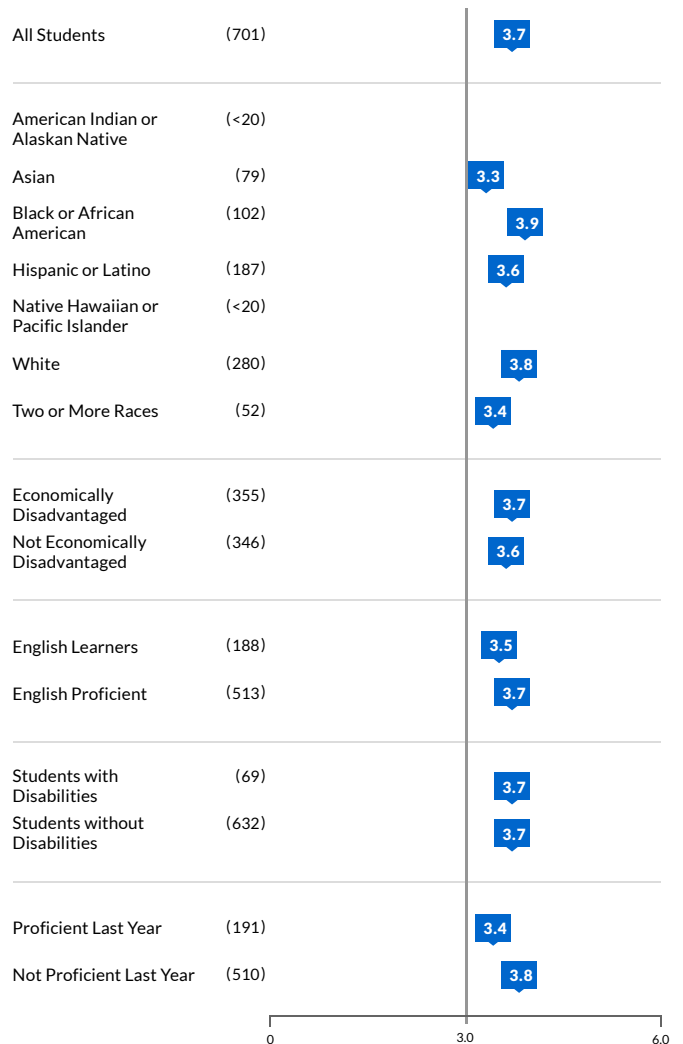 All Students (701) 3.7
American Indian or (<20)
Alaskan Native
Asian (79) 3.3
Black or African (102) 3.9
American
Hispanic or Latino (187) 3.6
Native Hawaiian or (<20)
Pacific Islander
White (280) 3.8
Two or More Races (52) 3.4
Economically (355) 3.7
Disadvantaged
Not Economically (346) 3.6
Disadvantaged
English Learners (188) 3.5
English Proficient (513) 3.7
Students with (69) 3.7
Disabilities
Students without (632) 3.7
Disabilities
Proficient Last Year (191) 3.4
Not Proficient Last Year (510) 3.8
0 3.0 6.0